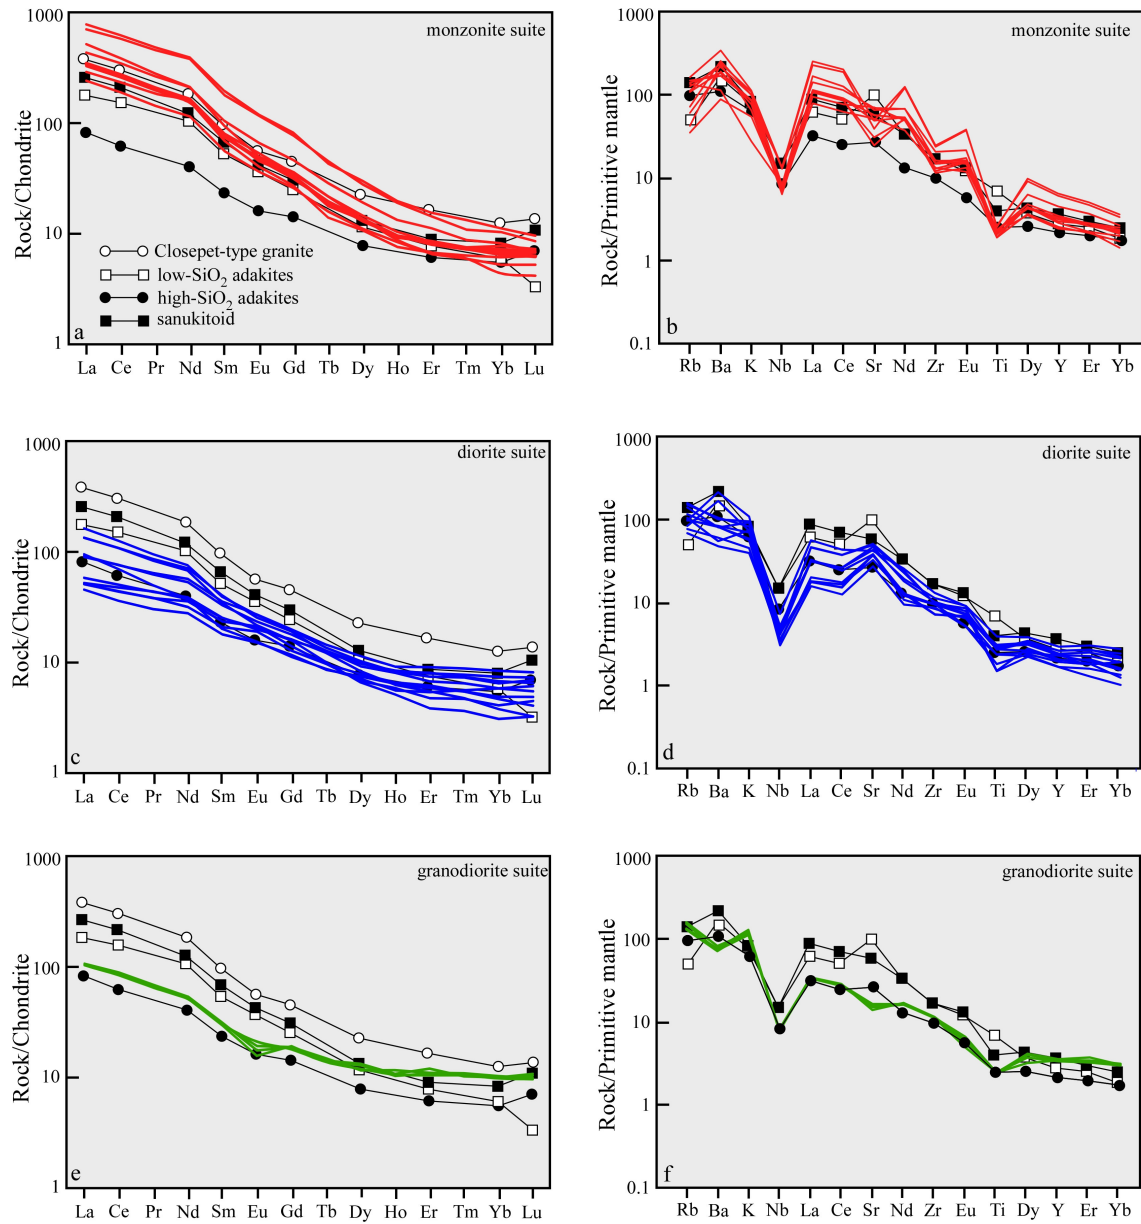 1000
100
10
1
Rock/Chondrite
monzonite suite
Closepet-type granite
low-SiO2 adakites
high-SiO2 adakites
sanukitoid
a
La Ce Pr Nd Sm Eu Gd Tb Dy Ho Er Tm Yb Lu
1000
100
10
1
0.1
Rock/Primitive mantle
monzonite suite
b
Rb Ba K Nb La Ce Sr Nd Zr Eu Ti Dy Y Er Yb
1000
100
10
1
Rock/Chondrite
diorite suite
c
La Ce Pr Nd Sm Eu Gd Tb Dy Ho Er Tm Yb Lu
1000
100
10
1
0.1
Rock/Primitive mantle
diorite suite
d
Rb Ba K Nb La Ce Sr Nd Zr Eu Ti Dy Y Er Yb
1000
100
10
1
Rock/Chondrite
granodiorite suite
e
La Ce Pr Nd Sm Eu Gd Tb Dy Ho Er Tm Yb Lu
1000
100
10
1
0.1
Rock/Primitive mantle
granodiorite suite
f
Rb Ba K Nb La Ce Sr Nd Zr Eu Ti Dy Y Er Yb